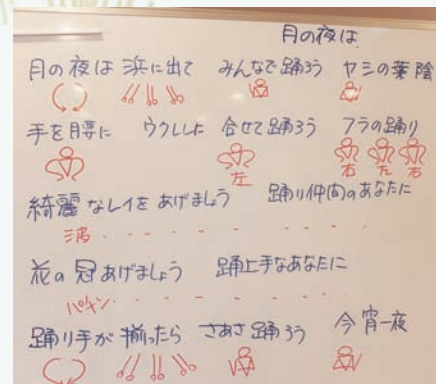 月の夜は
月の夜は 浜に出て みんなで踊ろう ヤシの葉陰
手を腰に ウクレレに 合せて踊ろう フラの踊り
左 右 左 右
綺麗なレイをあげましょう 踊り仲間のあなたに
花の冠あげましょう 踊上手なあなたに
踊り手が揃ったら さあさ踊ろう 今宵一夜